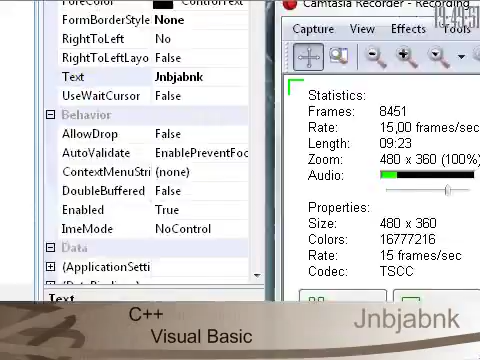 ForeColor ControlText
FormBorderStyle None
RightToLeft No
RightToLeftLayo False
Text Jnbjabnk
UseWaitCursor False
Behavior
AllowDrop False
AutoValidate EnablePreventFoc
ContextMenuStri (none)
DoubleBuffered False
Enabled True
ImeMode NoControl
Data
(ApplicationSetti
Text
Camtasia Recorder - Recording
Capture View Effects Tools
Statistics:
Frames: 8451
Rate: 15,00 frames/sec
Length: 09:23
Zoom: 480 x 360 (100%)
Audio:
Properties:
Size: 480 x 360
Colors: 16777216
Rate: 15 frames/sec
Codec: TSCC
C++
Visual Basic
Jnbjabnk